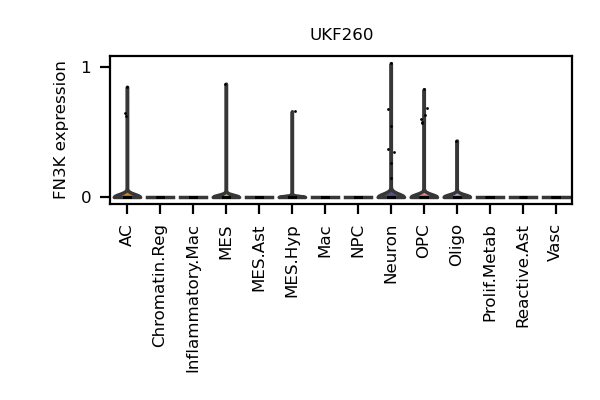 UKF260
FN3K expression
1
0
AC
Chromatin.Reg
Inflammatory.Mac
MES
MES.Ast
MES.Hyp
Mac
NPC
Neuron
OPC
Oligo
Prolif.Metab
Reactive.Ast
Vasc